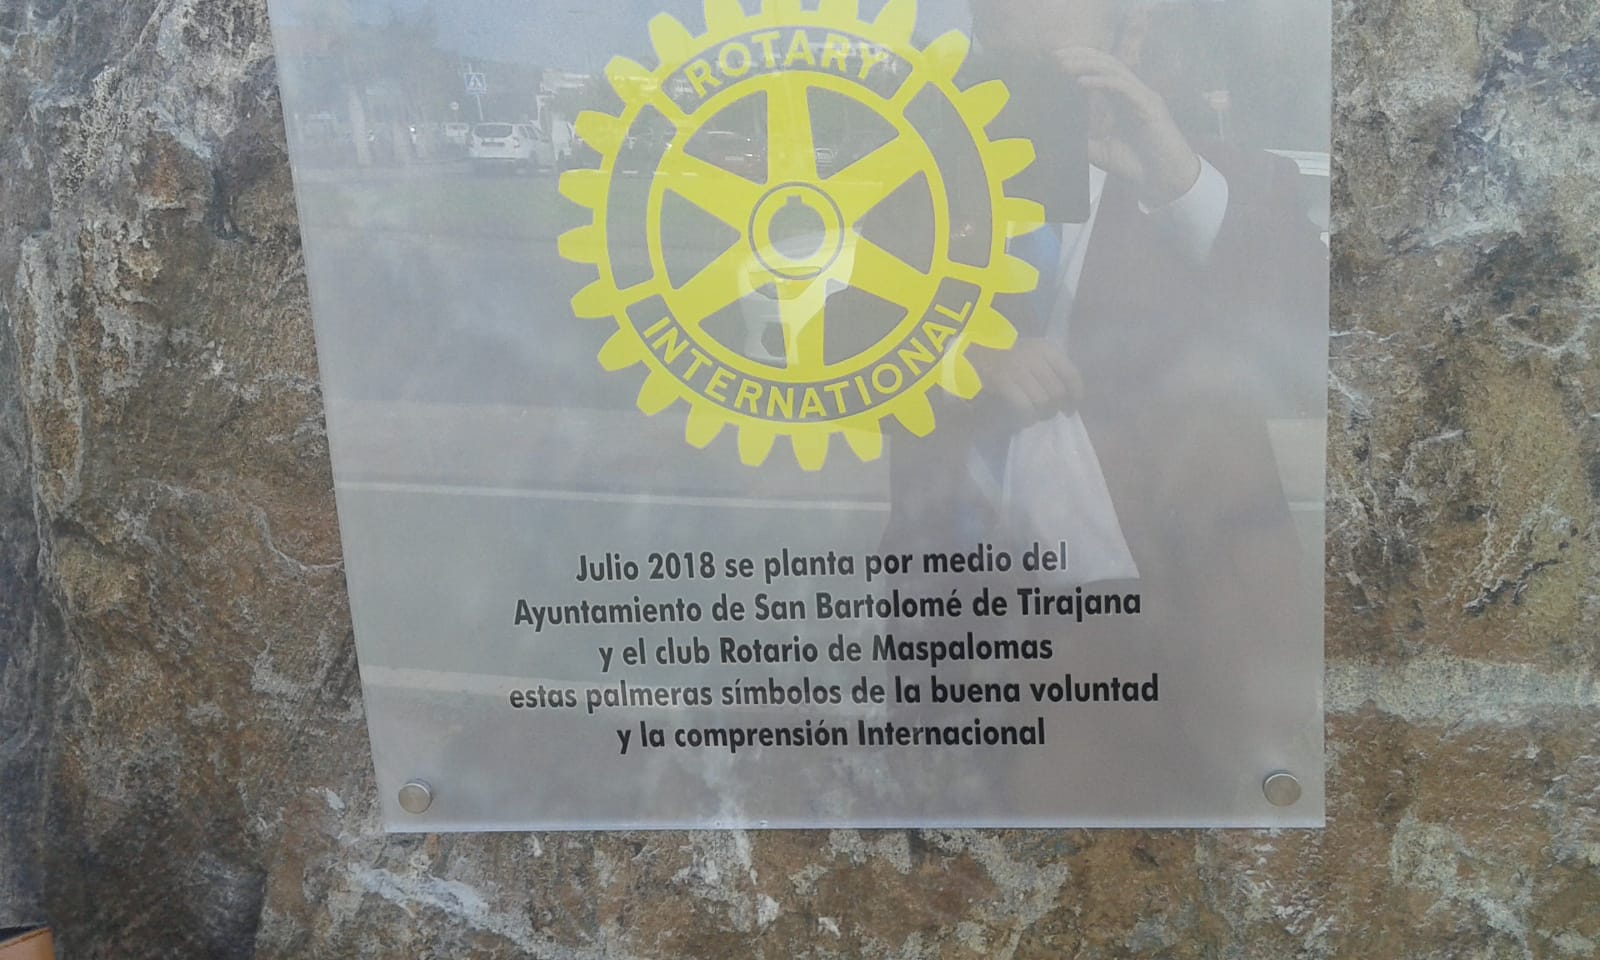 ROTARY
INTERNATIONAL
Julio 2018 se planta por medio del
Ayuntamiento de San Bartolomé de Tirajana
y el club Rotario de Maspalomas
estas palmeras símbolos de la buena voluntad
y la comprensión Internacional